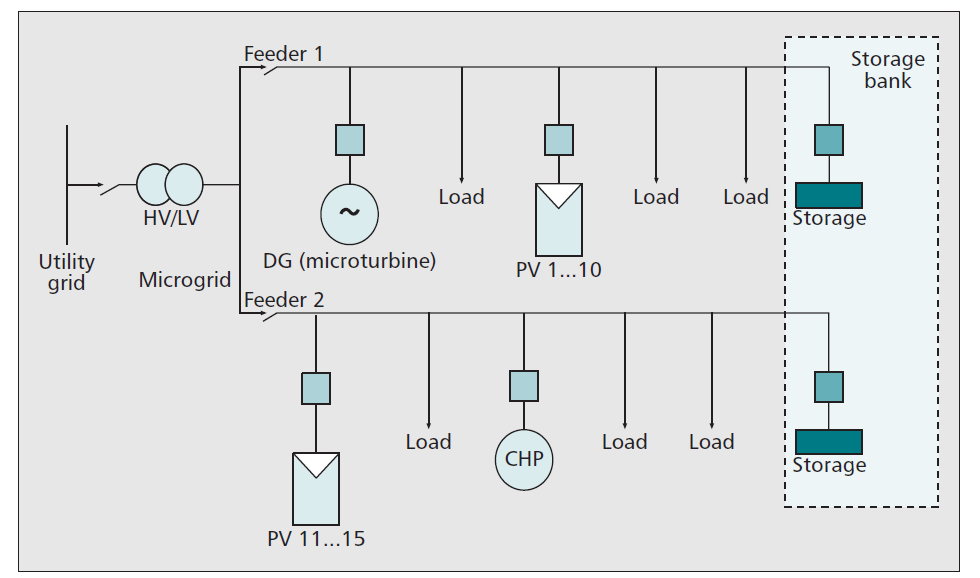 Feeder 1
Storage
bank
Load
Load
Load
Storage
HV/LV
~
DG (microturbine)
PV 1...10
Utility
grid
Microgrid
Feeder 2
Load
CHP
Load
Load
Storage
PV 11...15